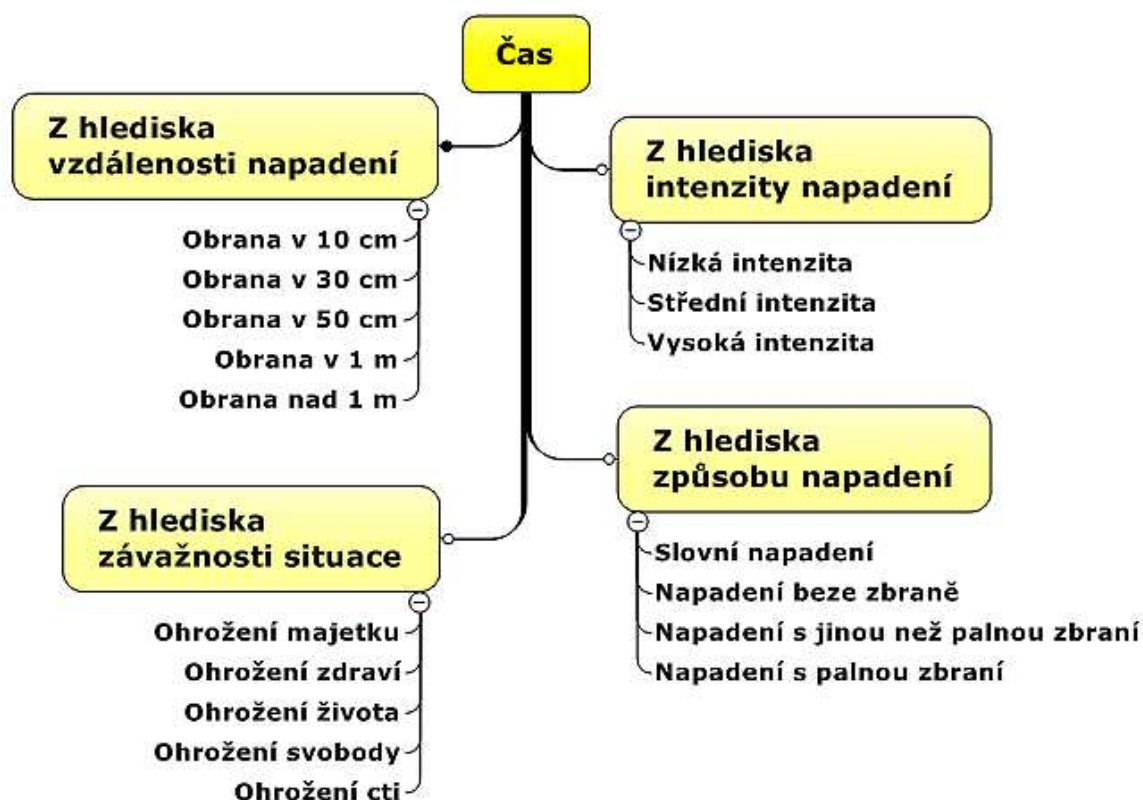 Čas
Z hlediska
vzdálenosti napadení
Obrana v 10 cm
Obrana v 30 cm
Obrana v 50 cm
Obrana v 1 m
Obrana nad 1 m
Z hlediska
intenzity napadení
Nízká intenzita
Střední intenzita
Vysoká intenzita
Z hlediska
způsobu napadení
Slovní napadení
Napadení beze zbraně
Napadení s jinou než palnou zbraní
Napadení s palnou zbraní
Z hlediska
závažnosti situace
Ohrožení majetku
Ohrožení zdraví
Ohrožení života
Ohrožení svobody
Ohrožení cti